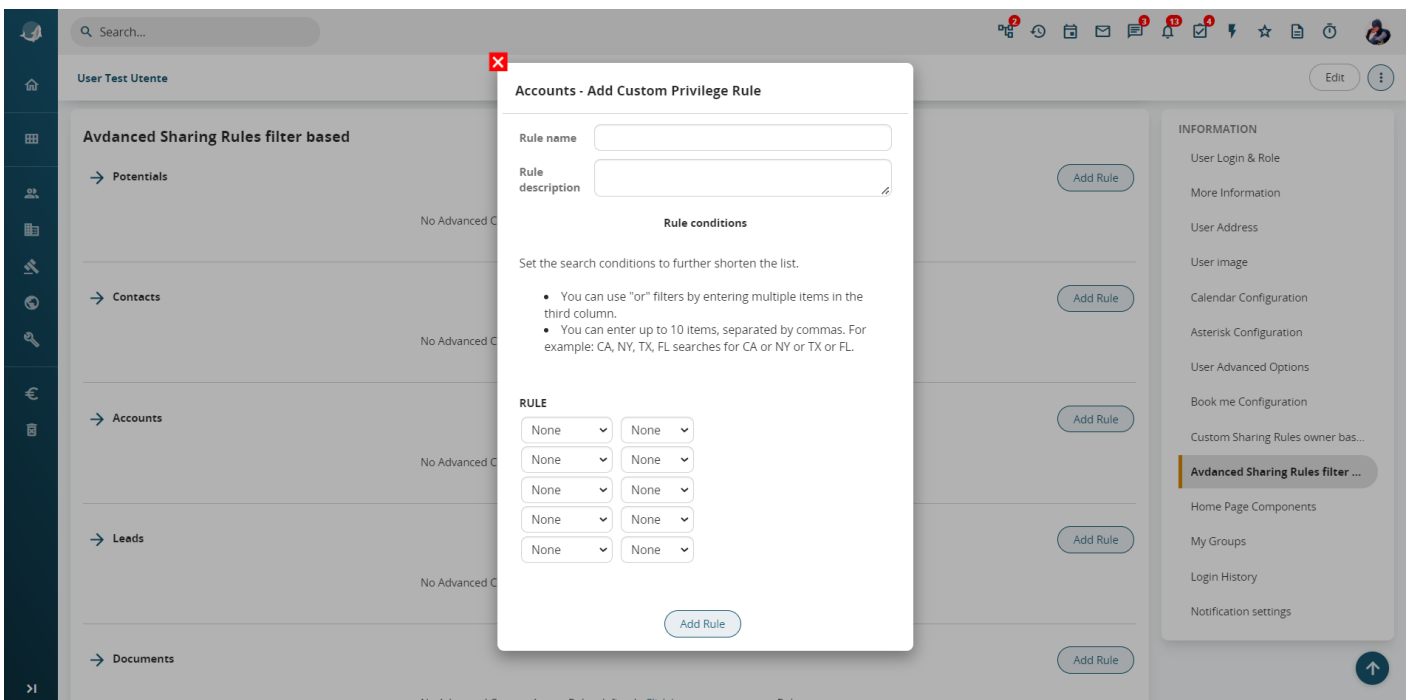 Search...
2
3
13
4
User Test Utente
Edit
Avdanced Sharing Rules filter based
Potentials
Add Rule
No Advanced C
Contacts
Add Rule
No Advanced C
Accounts
Add Rule
No Advanced C
Leads
Add Rule
No Advanced C
Documents
Add Rule
Accounts - Add Custom Privilege Rule
Rule name
Rule
description
Rule conditions
Set the search conditions to further shorten the list.
• You can use "or" filters by entering multiple items in the
third column.
• You can enter up to 10 items, separated by commas. For
example: CA, NY, TX, FL searches for CA or NY or TX or FL.
RULE
None None
None None
None None
None None
None None
Add Rule
INFORMATION
User Login & Role
More Information
User Address
User image
Calendar Configuration
Asterisk Configuration
User Advanced Options
Book me Configuration
Custom Sharing Rules owner bas...
Avdanced Sharing Rules filter ...
Home Page Components
My Groups
Login History
Notification settings